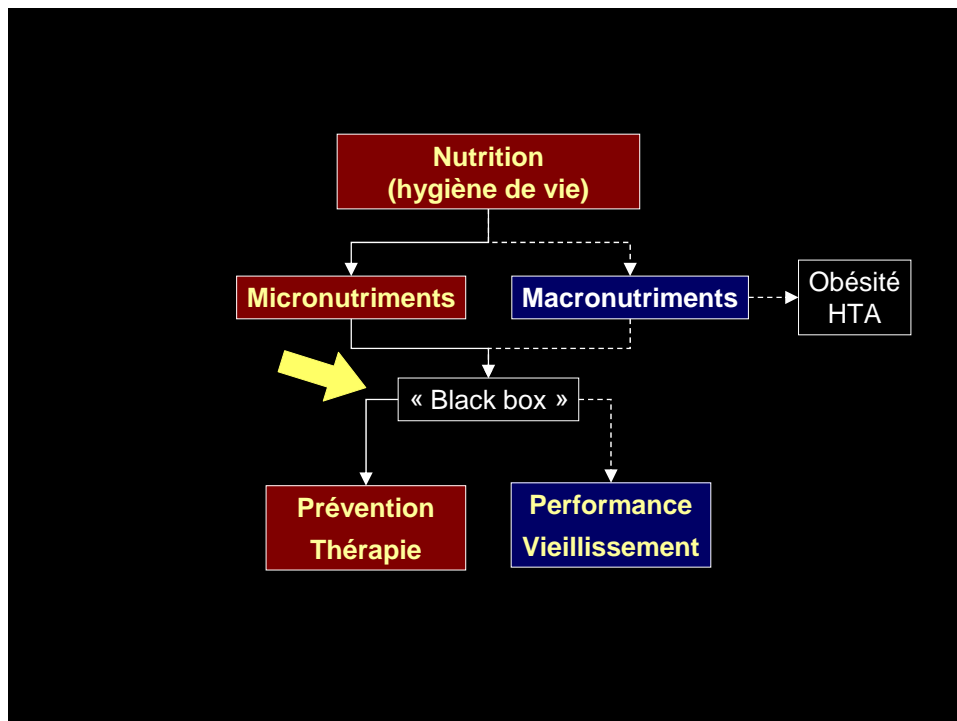 Nutrition
(hygiène de vie)
Micronutriments
Macronutriments
Obésité
HTA
« Black box »
Prévention
Thérapie
Performance
Vieillissement